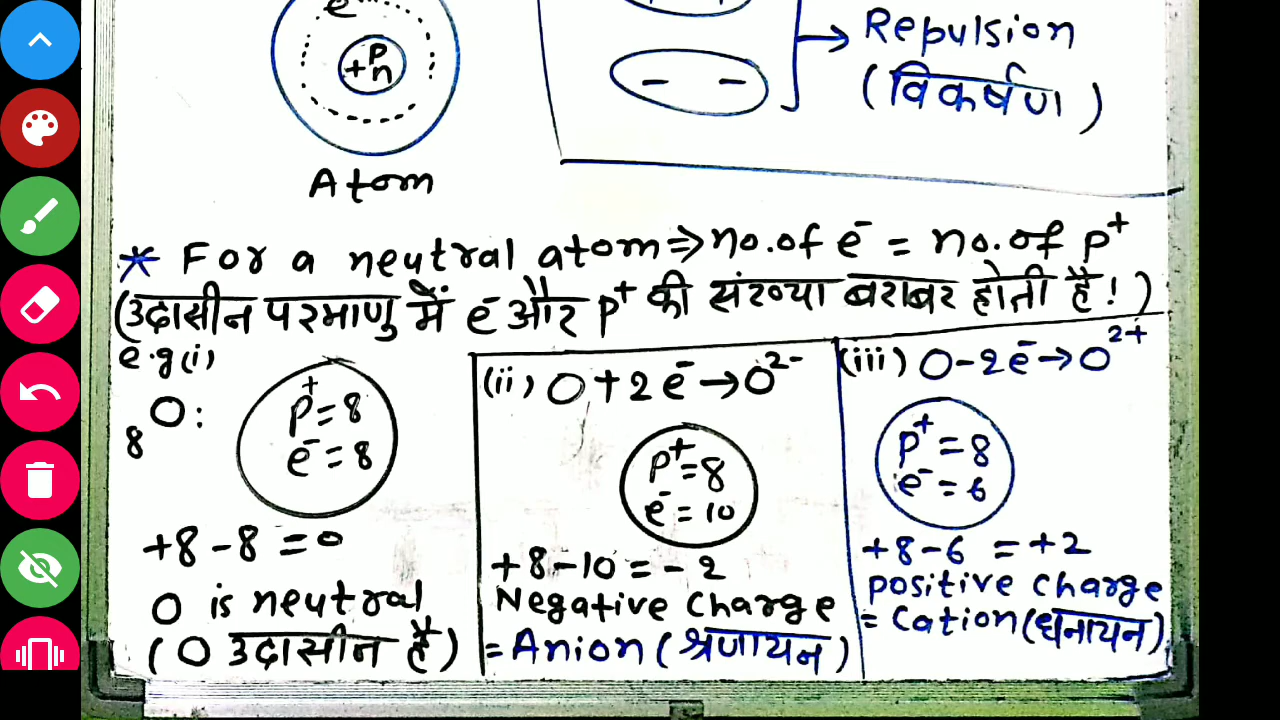 e
+ p
n
Atom
+ +
- -
Repulsion
(विकर्षण)
* For a neutral atom ⇒ no. of e⁻ = no. of p⁺
(उदासीन परमाणु में e⁻ और p⁺ की संख्या बराबर होती है!)
e.g (i)
₈O:
p⁺ = 8
e⁻ = 8
+8 - 8 = 0
O is neutral
(O उदासीन है)
(ii) O + 2e⁻ → O²⁻
p⁺ = 8
e⁻ = 10
+8 - 10 = - 2
Negative Charge
= Anion (श्रणायन)
(iii) O - 2e⁻ → O²⁺
p⁺ = 8
e⁻ = 6
+8 - 6 = +2
positive charge
= Cation (धनायन)